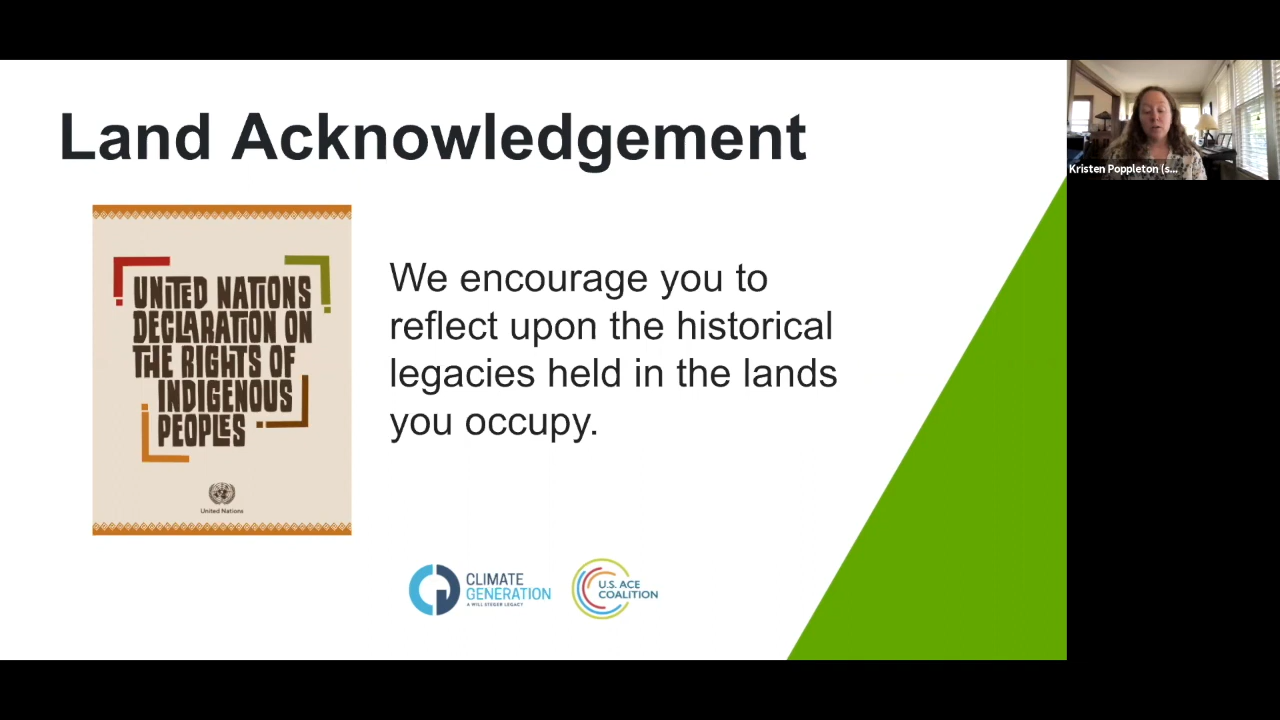 Land Acknowledgement
Kristen Poppleton (s...
UNITED NATIONS
DECLARATION ON
THE RIGHTS OF
INDIGENOUS
PEOPLES
United Nations
We encourage you to
reflect upon the historical
legacies held in the lands
you occupy.
CLIMATE
GENERATION
A WILL STEGER LEGACY
U.S. ACE
COALITION